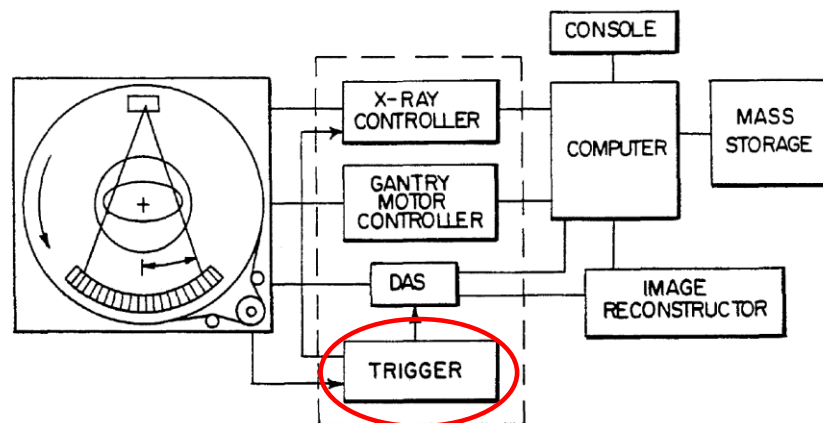 CONSOLE
X-RAY
CONTROLLER
COMPUTER
MASS
STORAGE
GANTRY
MOTOR
CONTROLLER
DAS
IMAGE
RECONSTRUCTOR
TRIGGER